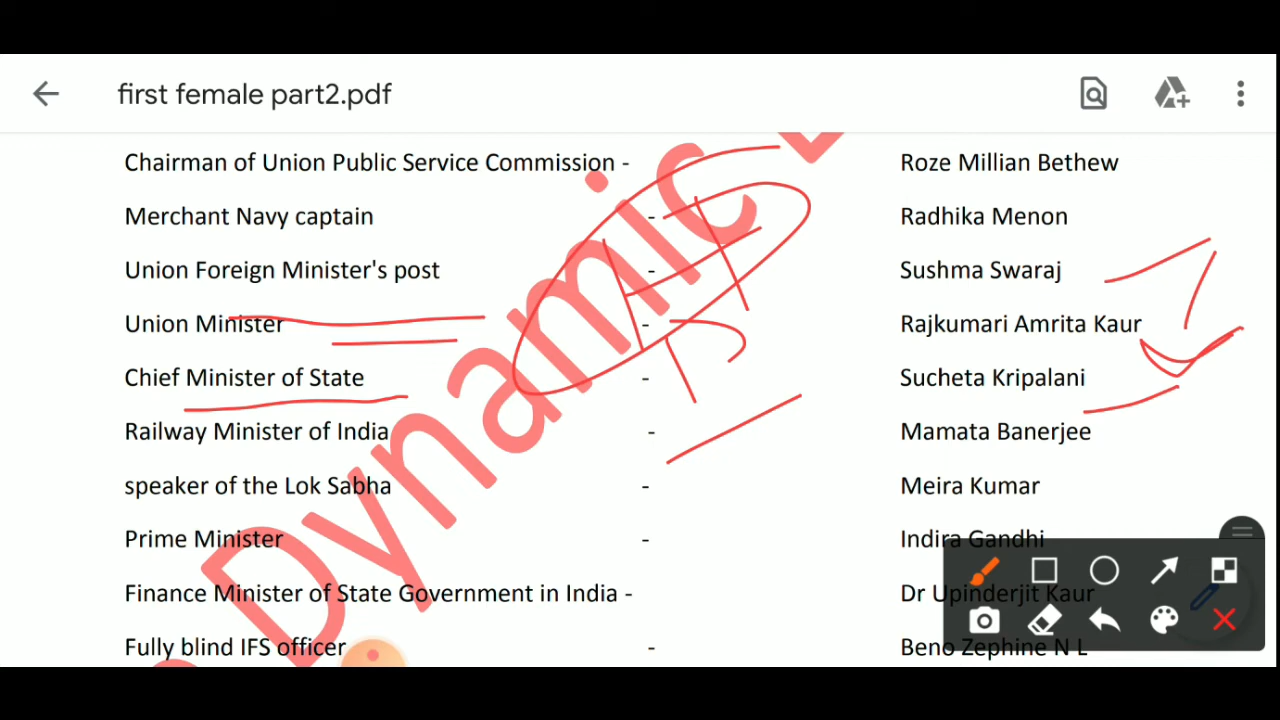 first female part2.pdf
Chairman of Union Public Service Commission - Roze Millian Bethew
Merchant Navy captain - Radhika Menon
Union Foreign Minister's post - Sushma Swaraj
Union Minister - Rajkumari Amrita Kaur
Chief Minister of State - Sucheta Kripalani
Railway Minister of India - Mamata Banerjee
speaker of the Lok Sabha - Meira Kumar
Prime Minister - Indira Gandhi
Finance Minister of State Government in India - Dr Upinderjit Kaur
Fully blind IFS officer - Beno Zephine N L
Dynamic